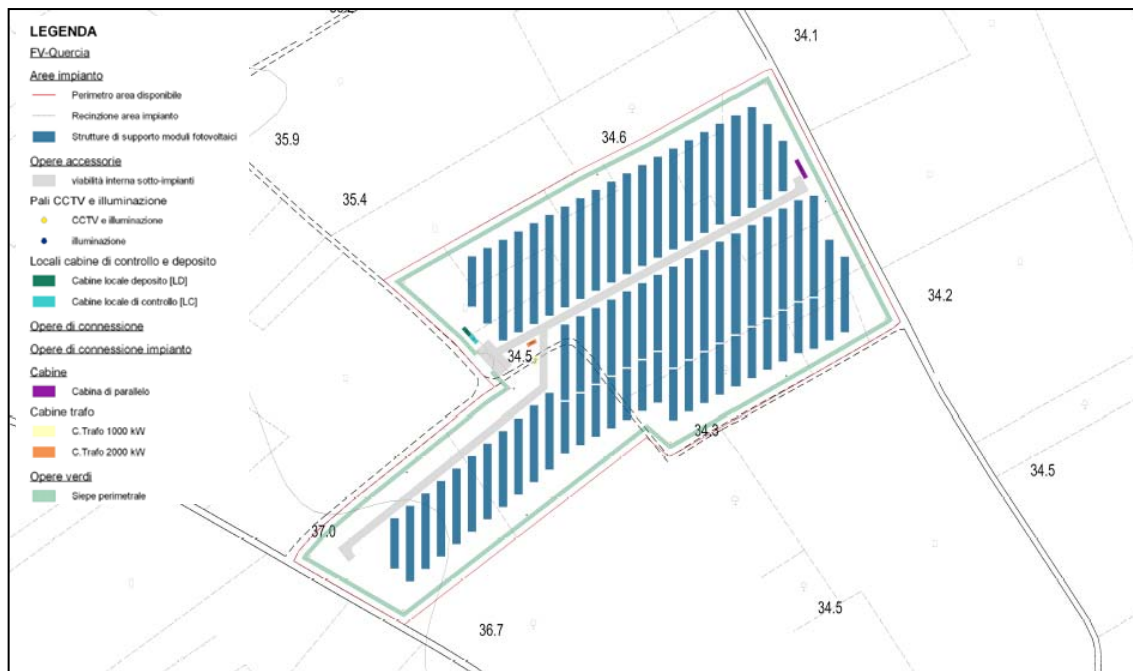 LEGENDA
FV-Quercia
Aree impianto
Perimetro area disponibile
Recinzione area impianto
Strutture di supporto moduli fotovoltaici
Opere accessorie
viabilità interna sotto-impianti
Pali CCTV e illuminazione
CCTV e illuminazione
illuminazione
Locali cabine di controllo e deposito
Cabine locale deposito [LD]
Cabine locale di controllo [LC]
Opere di connessione
Opere di connessione impianto
Cabine
Cabina di parallelo
Cabine trafo
C.Trafo 1000 kW
C.Trafo 2000 kW
Opere verdi
Siepe perimetrale
34.1
34.6
35.9
35.4
34.2
34.5
34.3
34.5
37.0
34.5
36.7